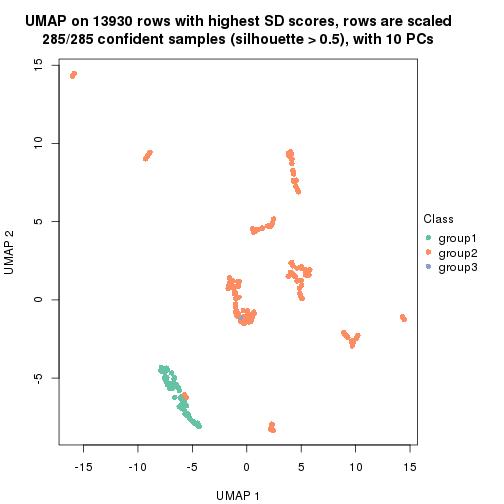 UMAP on 13930 rows with highest SD scores, rows are scaled
285/285 confident samples (silhouette > 0.5), with 10 PCs
15
10
5
0
-5
UMAP 2
-15
-10
-5
0
5
10
15
UMAP 1
Class
group1
group2
group3